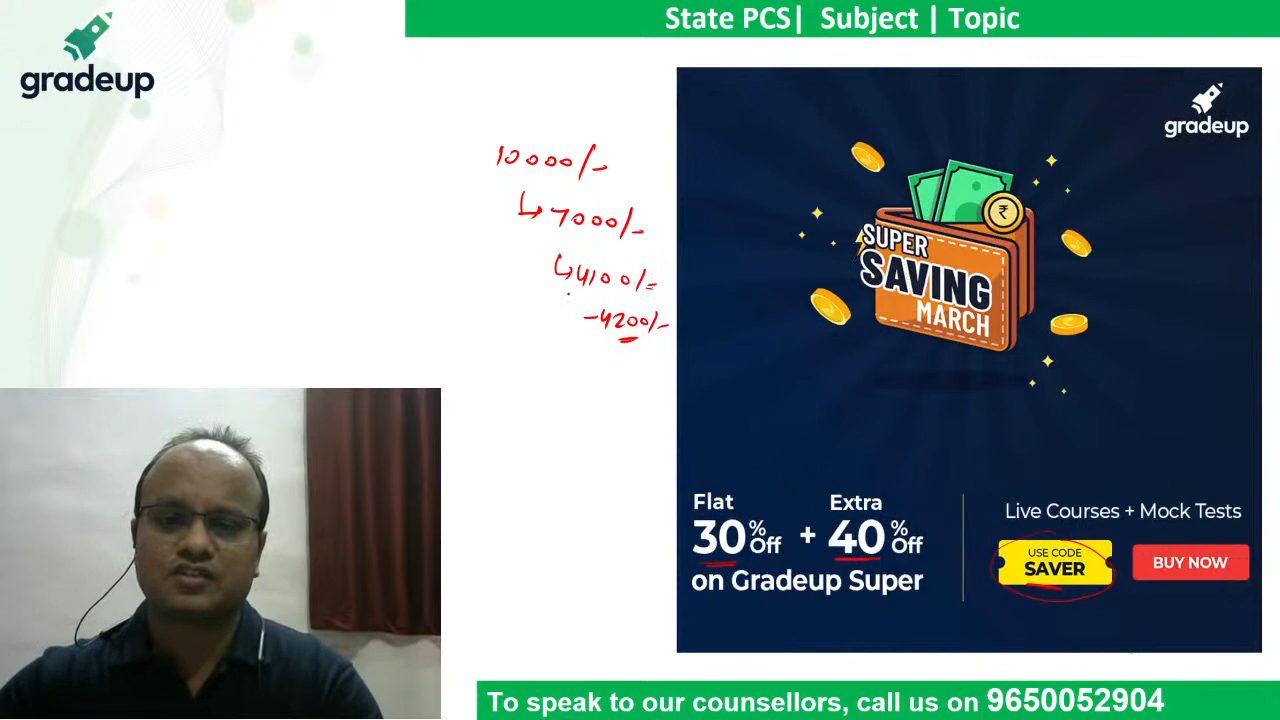 State PCS| Subject | Topic
gradeup
gradeup
10000/-
↳ 7000/-
↳ 4100/-
- 4200/-
₹
SUPER
SAVING
MARCH
Flat
30% Off + Extra 40% Off
on Gradeup Super
Live Courses + Mock Tests
USE CODE
SAVER
BUY NOW
To speak to our counsellors, call us on 9650052904